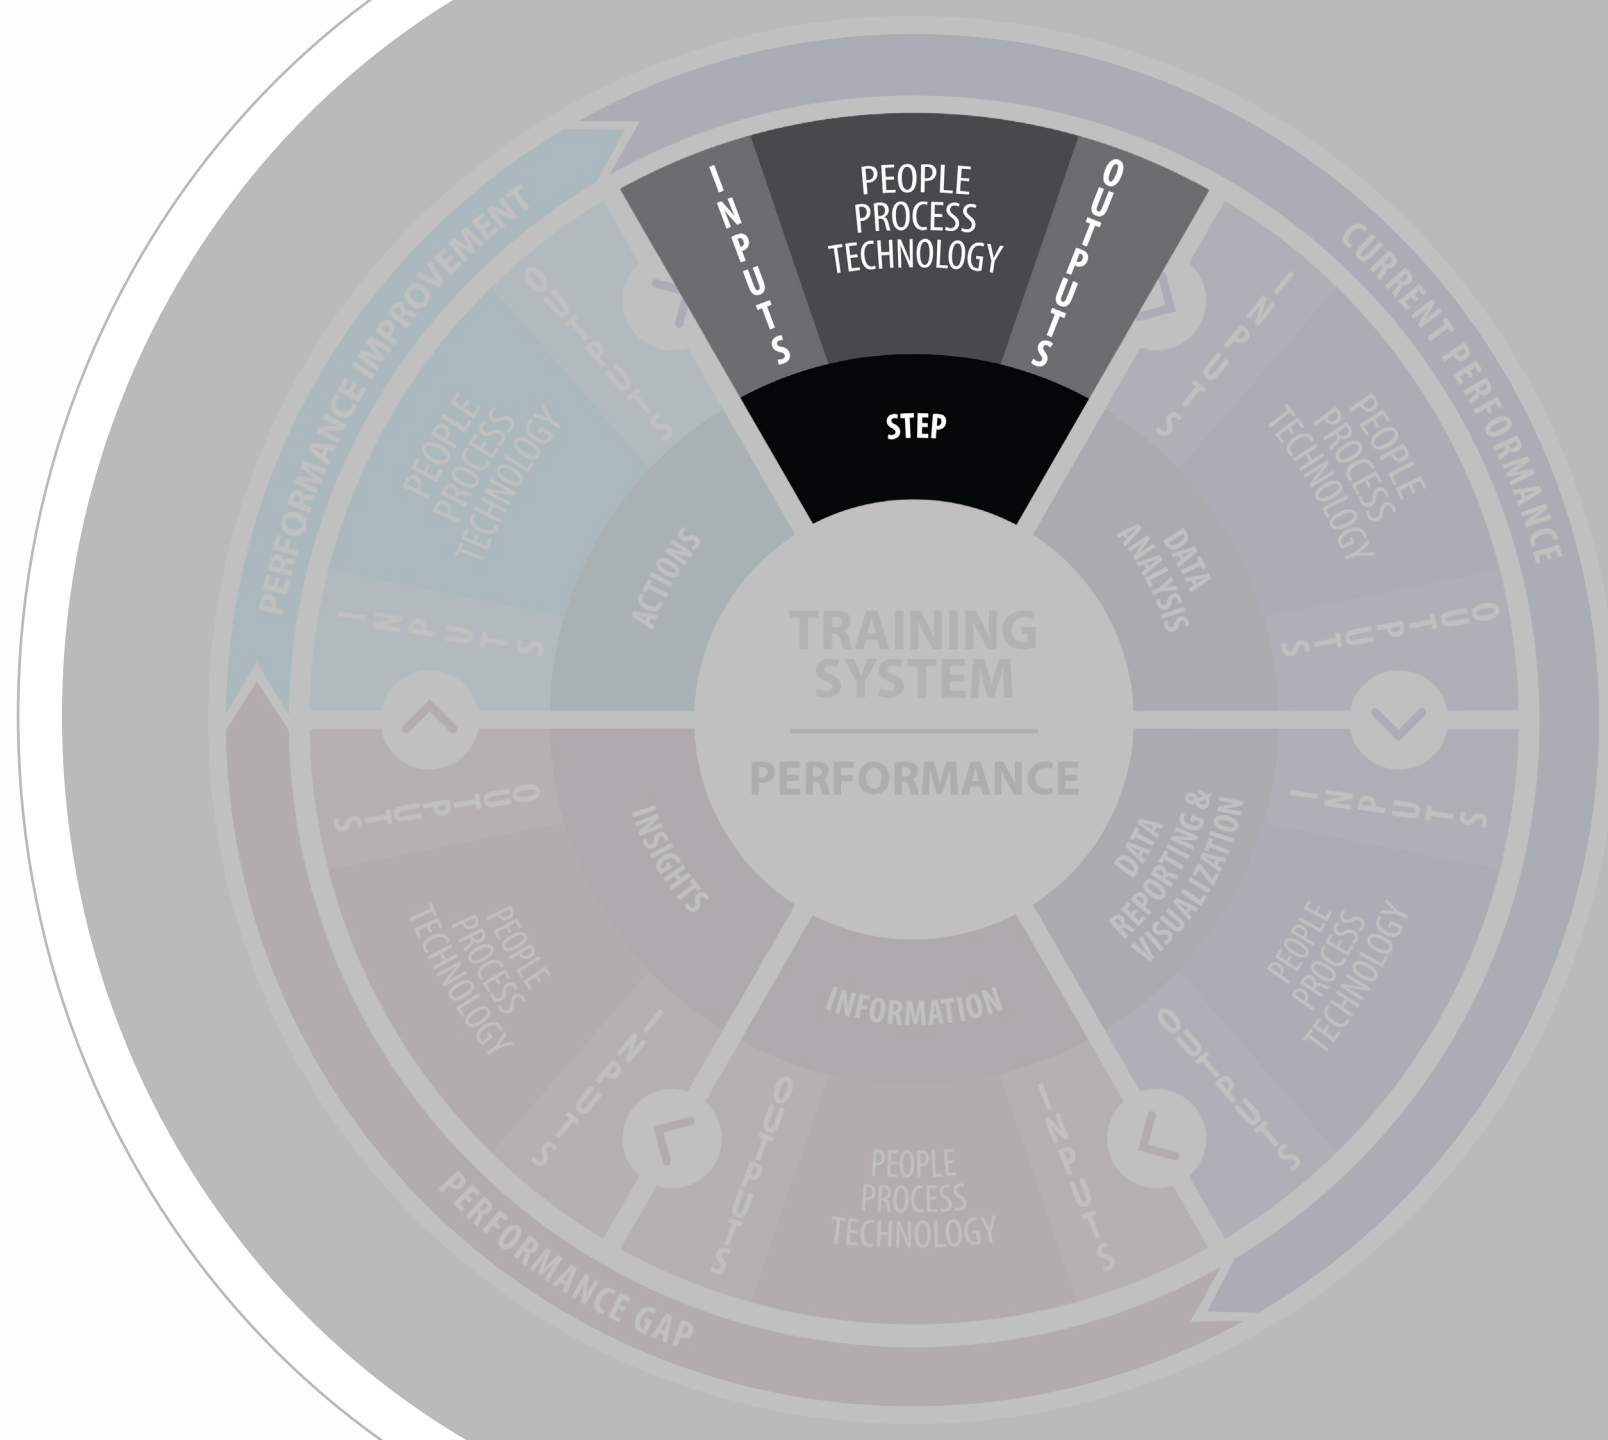 INPUTS
PEOPLE
PROCESS
TECHNOLOGY
OUTPUTS
STEP
CURRENT PERFORMANCE
INPUTS
PEOPLE
PROCESS
TECHNOLOGY
OUTPUTS
DATA
ANALYSIS
INPUTS
PEOPLE
PROCESS
TECHNOLOGY
OUTPUTS
DATA
REPORTING &
VISUALIZATION
INPUTS
PEOPLE
PROCESS
TECHNOLOGY
OUTPUTS
INFORMATION
PERFORMANCE GAP
INPUTS
PEOPLE
PROCESS
TECHNOLOGY
OUTPUTS
INSIGHTS
PERFORMANCE IMPROVEMENT
INPUTS
PEOPLE
PROCESS
TECHNOLOGY
OUTPUTS
ACTIONS
TRAINING
SYSTEM
PERFORMANCE